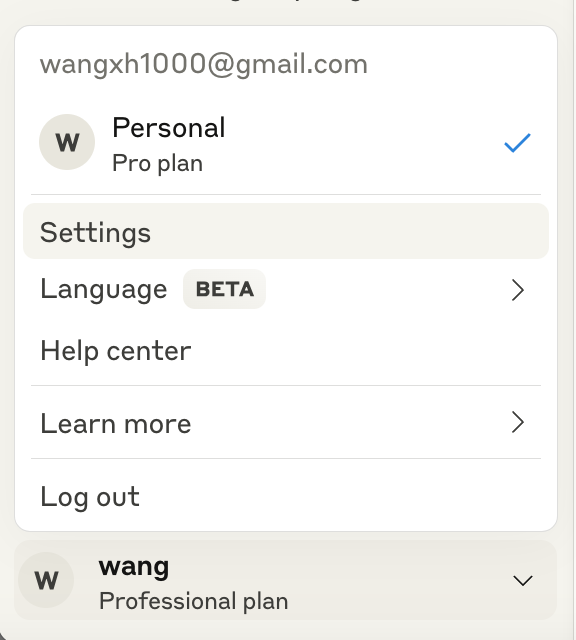 wangxh1000@gmail.com
W
Personal
Pro plan
Settings
Language BETA
Help center
Learn more
Log out
W
wang
Professional plan